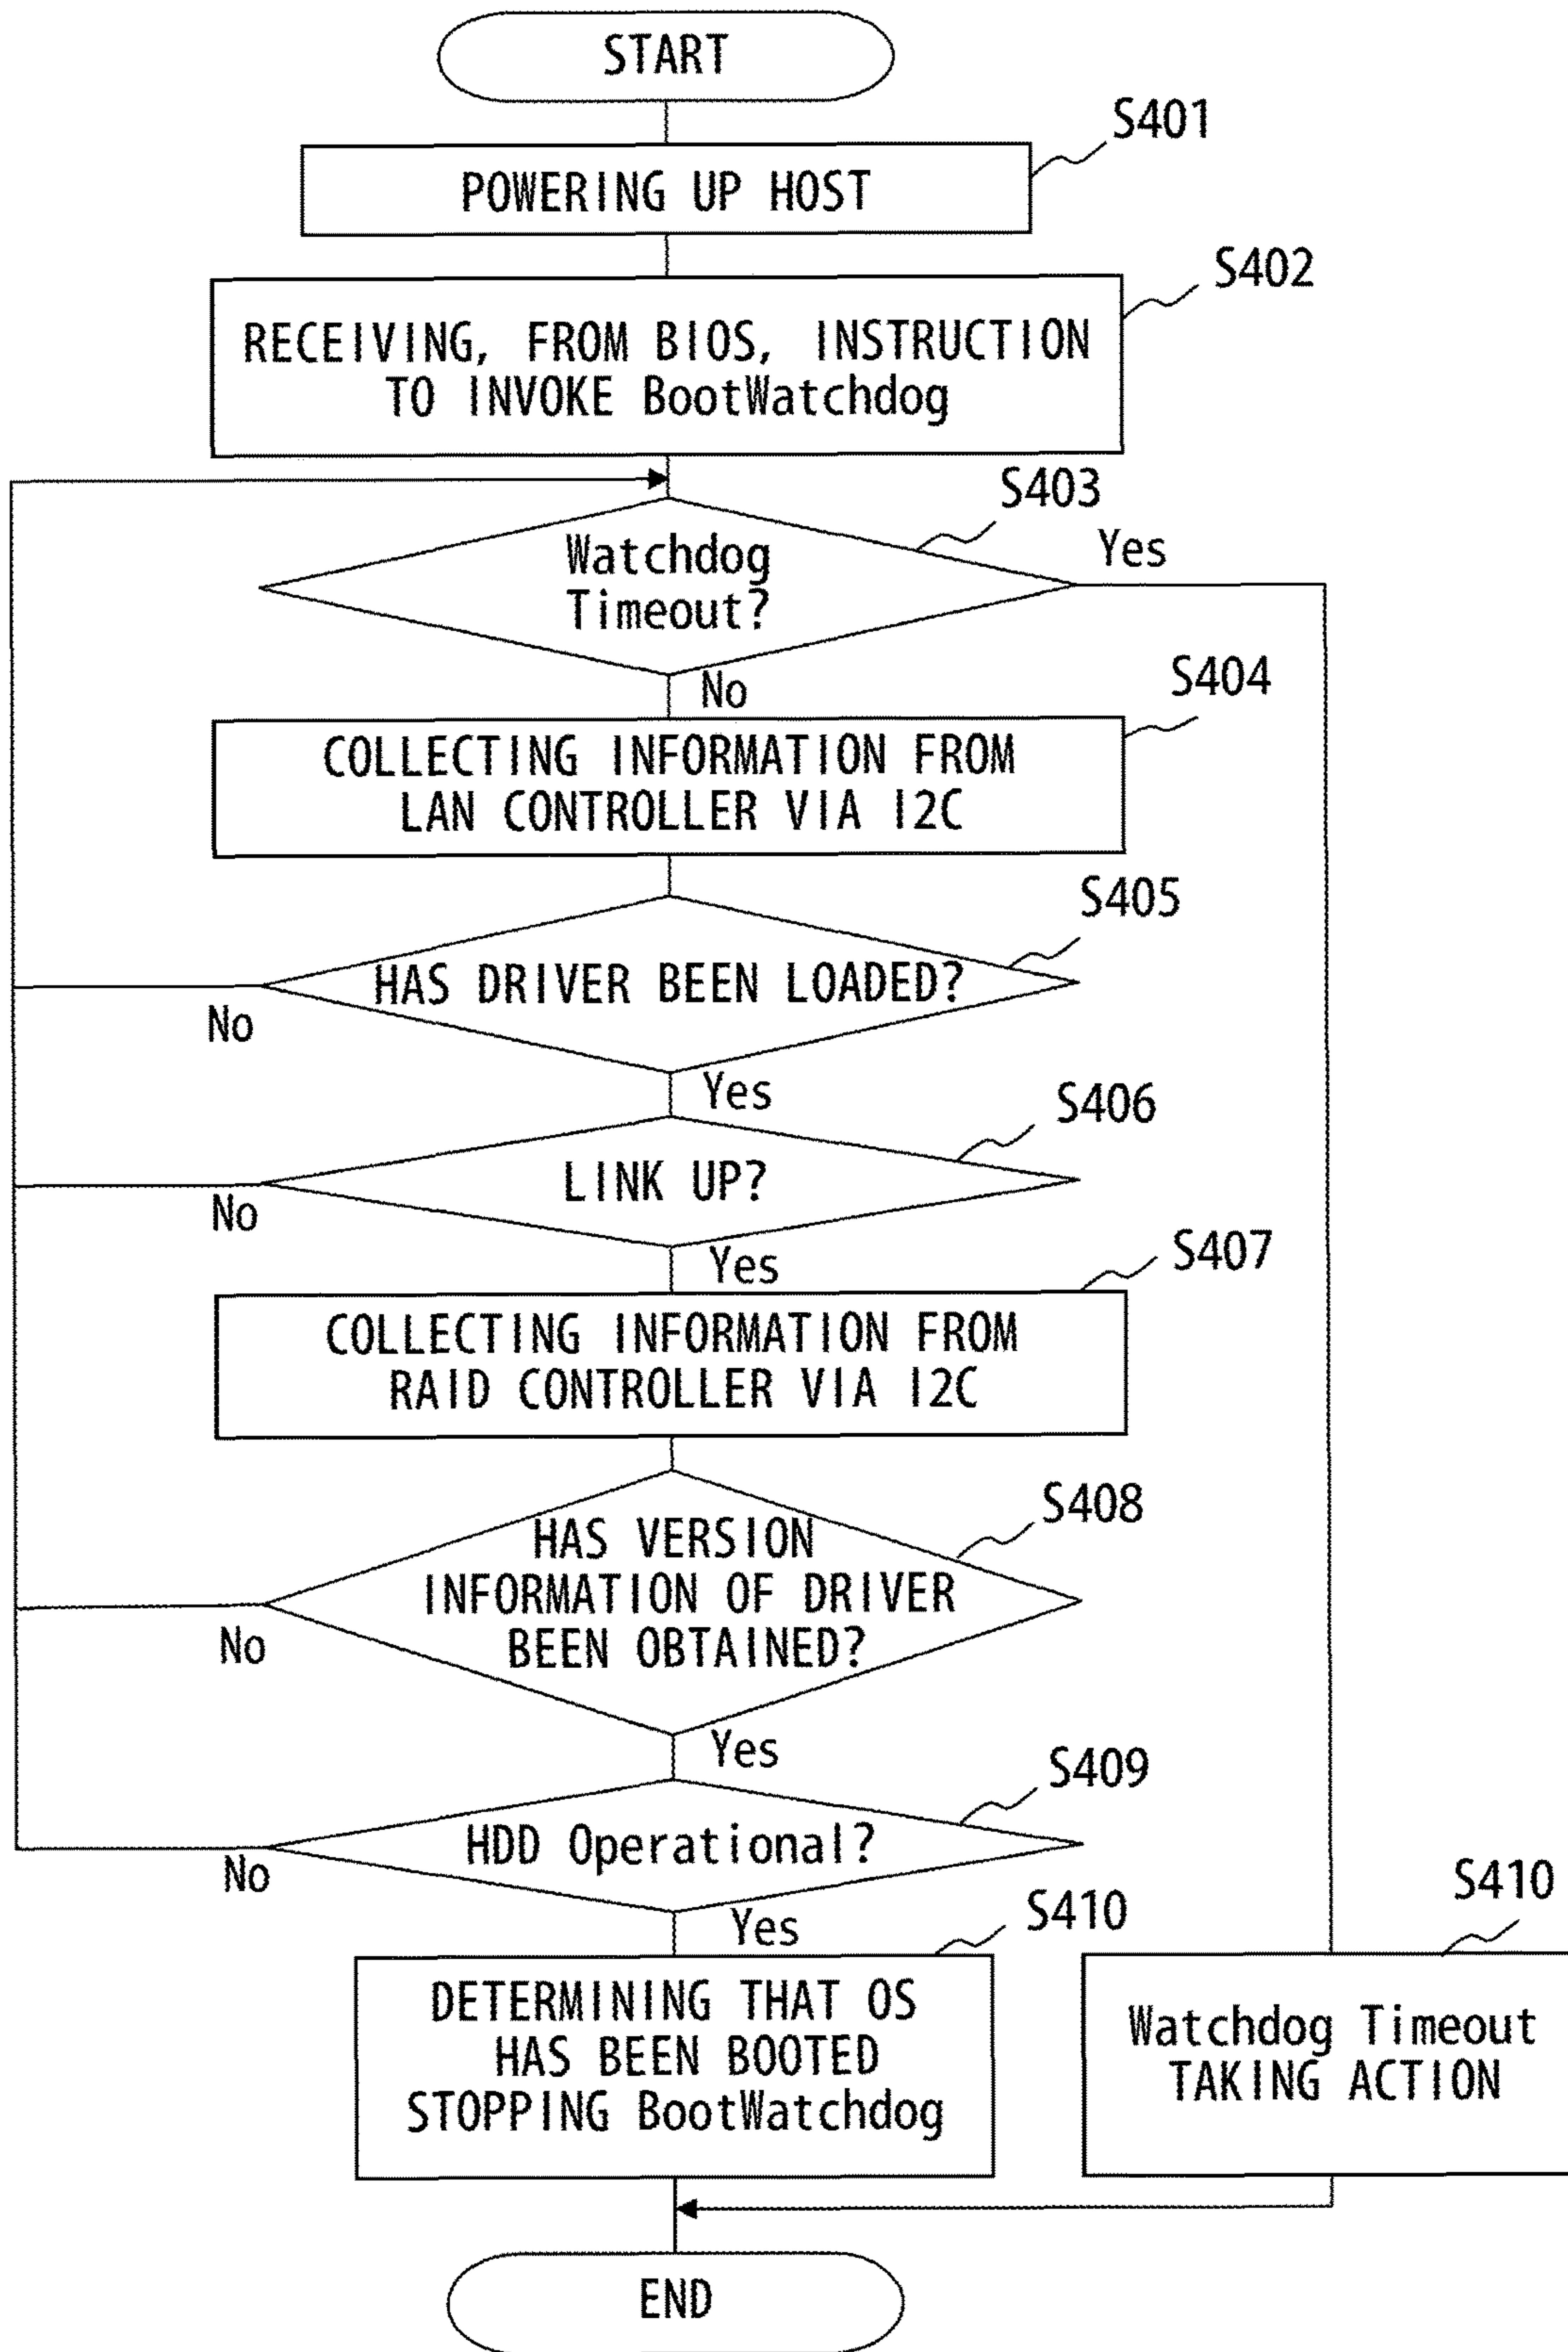 START
S401
POWERING UP HOST
S402
RECEIVING, FROM BIOS, INSTRUCTION
TO INVOKE BootWatchdog
S403
Watchdog
Timeout?
Yes
No
S404
COLLECTING INFORMATION FROM
LAN CONTROLLER VIA I2C
S405
HAS DRIVER BEEN LOADED?
No
Yes
S406
LINK UP?
No
Yes
S407
COLLECTING INFORMATION FROM
RAID CONTROLLER VIA I2C
S408
HAS VERSION
INFORMATION OF DRIVER
BEEN OBTAINED?
No
Yes
S409
HDD Operational?
No
Yes
S410
DETERMINING THAT OS
HAS BEEN BOOTED
STOPPING BootWatchdog
S410
Watchdog Timeout
TAKING ACTION
END